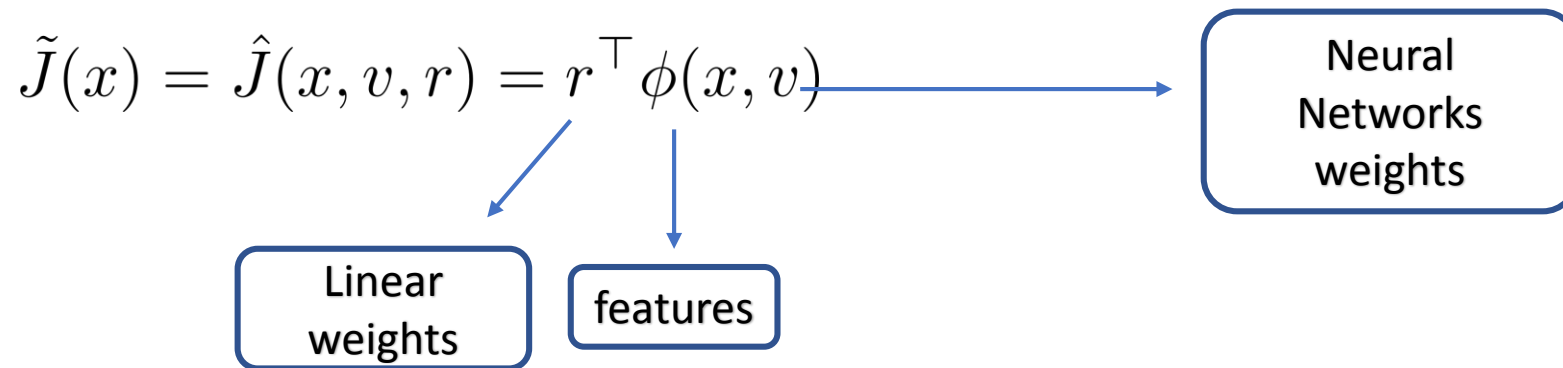 J̃(x) = Ĵ(x, v, r) = r^⊤ϕ(x, v)
Neural
Networks
weights
Linear
weights
features